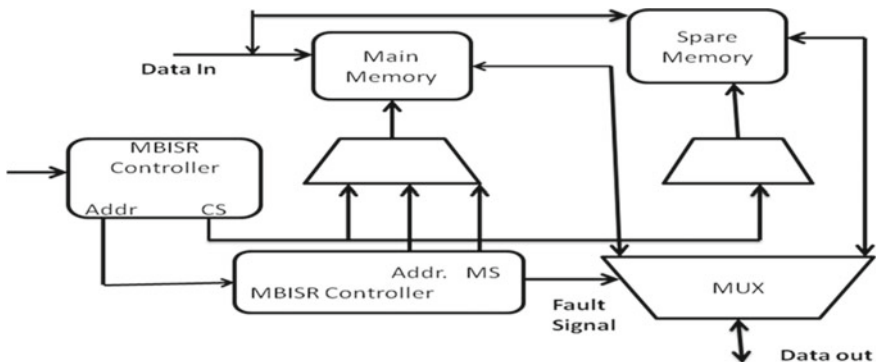 Data In
Main
Memory
Spare
Memory
MBISR
Controller
Addr CS
Addr. MS
MBISR Controller
Fault
Signal
MUX
Data out